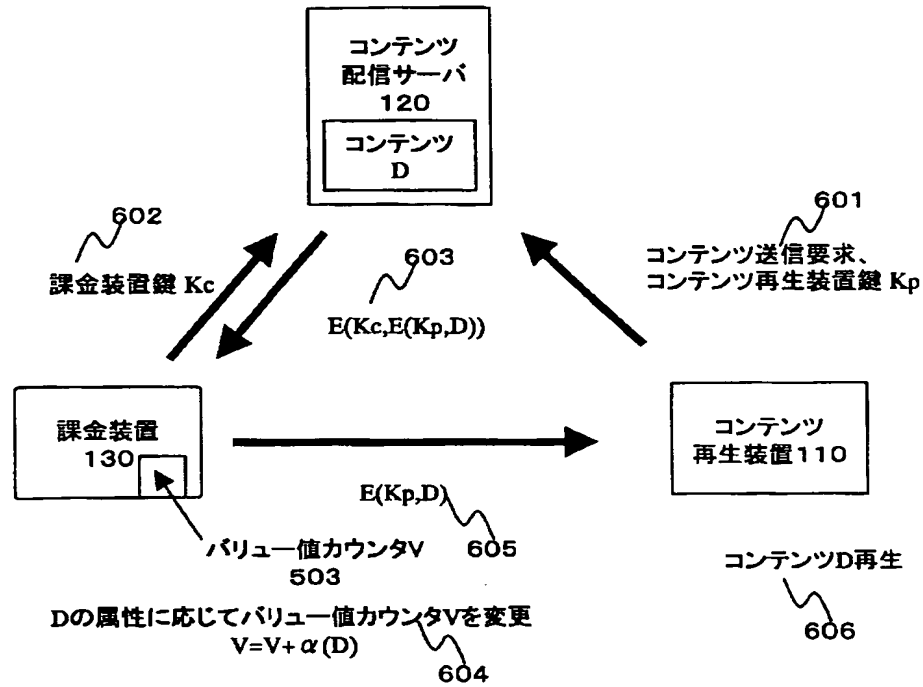 コンテンツ
配信サーバ
120
コンテンツ
D
602
課金装置鍵 Kc
603
E(Kc,E(Kp,D))
601
コンテンツ送信要求、
コンテンツ再生装置鍵 Kp
課金装置
130
コンテンツ
再生装置110
E(Kp,D)
605
バリュー値カウンタV
503
Dの属性に応じてバリュー値カウンタVを変更
V=V+α(D)
604
コンテンツD再生
606